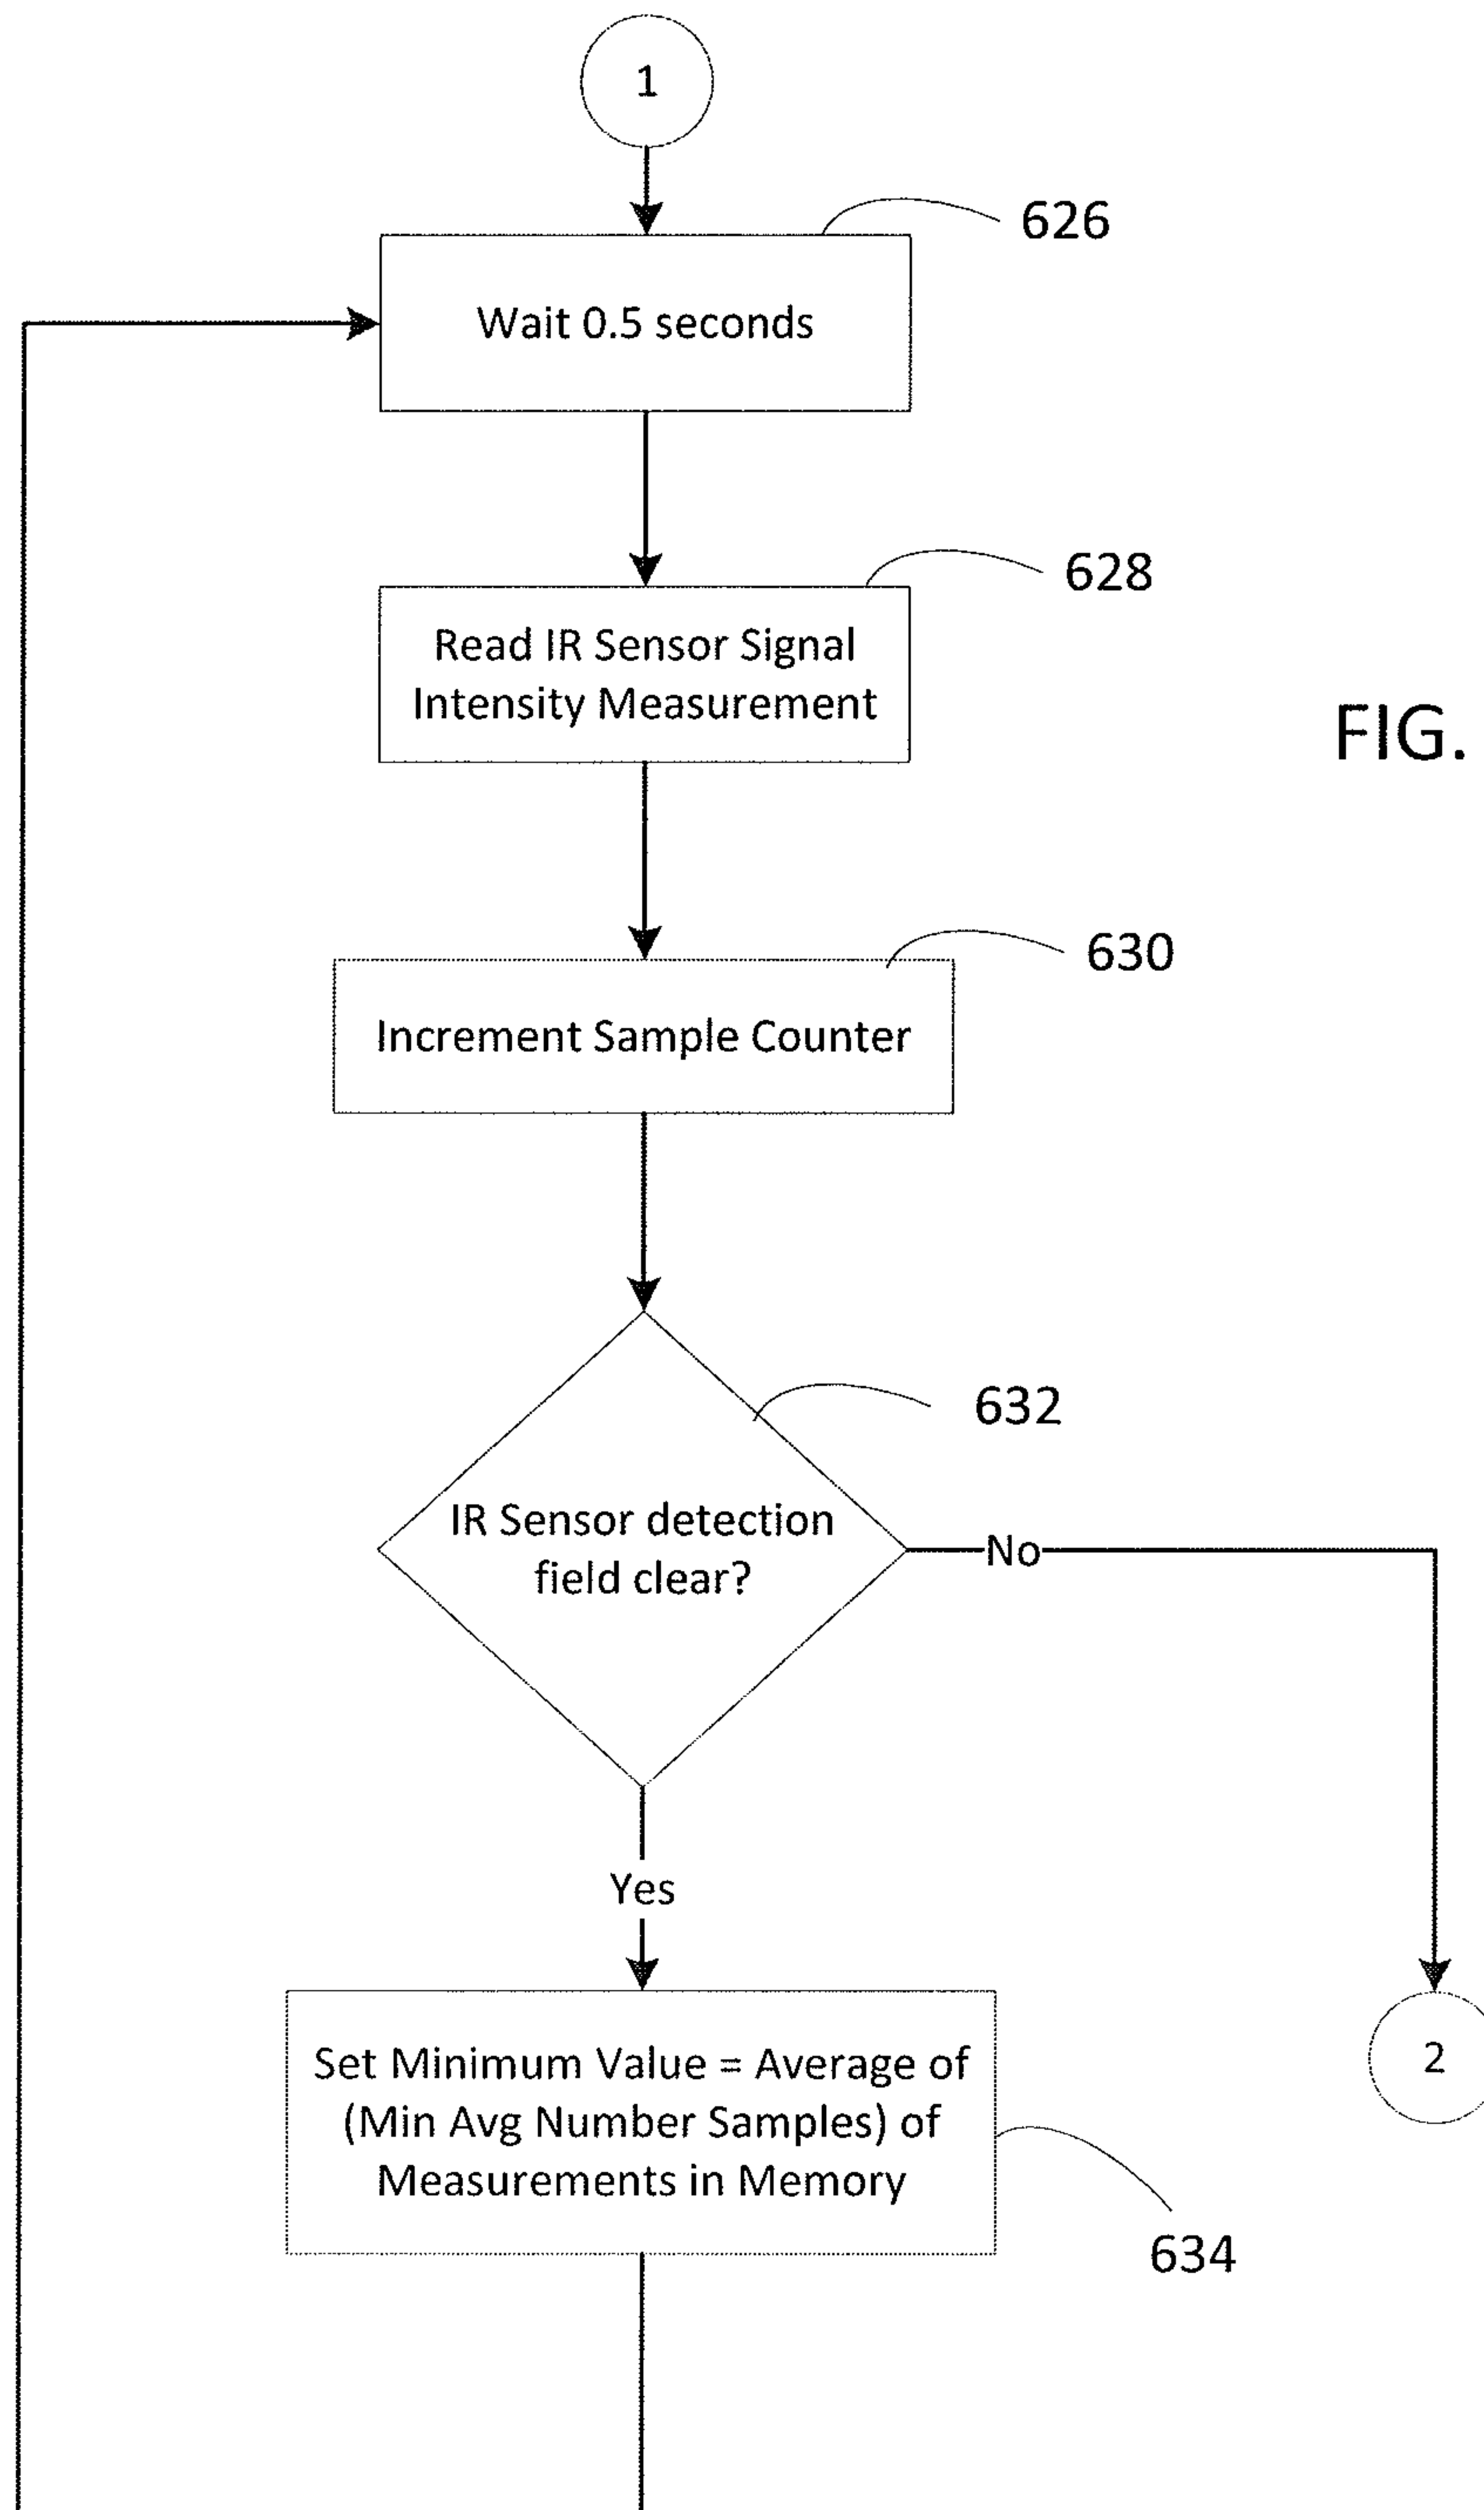 1
626
Wait 0.5 seconds
628
Read IR Sensor Signal
Intensity Measurement
FIG.
630
Increment Sample Counter
632
IR Sensor detection
field clear?
No
Yes
Set Minimum Value = Average of
(Min Avg Number Samples) of
Measurements in Memory
2
634